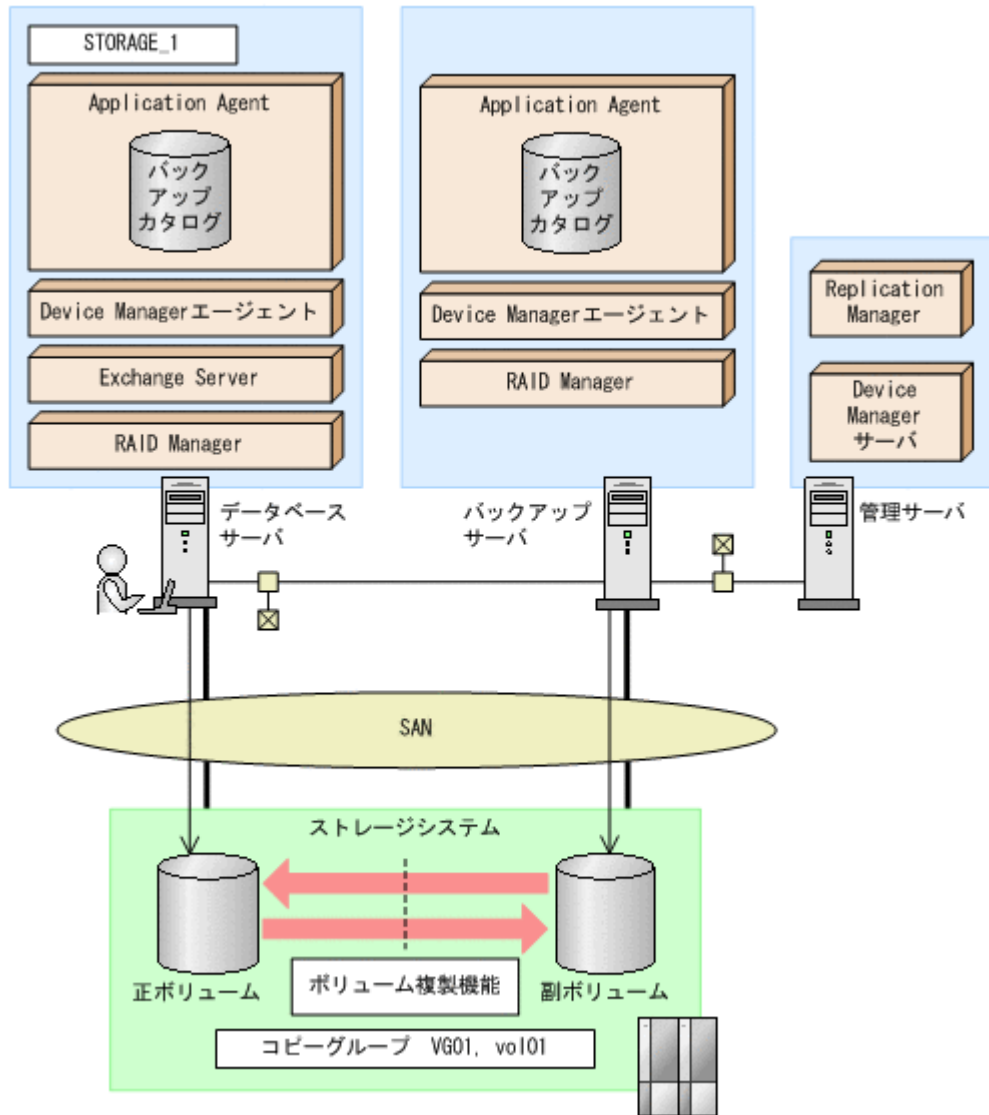 STORAGE_1
Application Agent
バック
アップ
カタログ
Device Managerエージェント
Exchange Server
RAID Manager
Application Agent
バック
アップ
カタログ
Device Managerエージェント
RAID Manager
Replication
Manager
Device
Manager
サーバ
データベース
サーバ
バックアップ
サーバ
管理サーバ
SAN
ストレージシステム
正ボリューム
ボリューム複製機能
副ボリューム
コピーグループ VG01, vol01